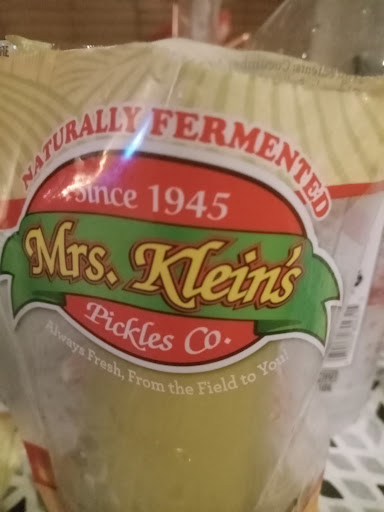 NATURALLY FERMENTED
Since 1945
Mrs. Klein's
Pickles Co.
Always Fresh, From the Field to You!